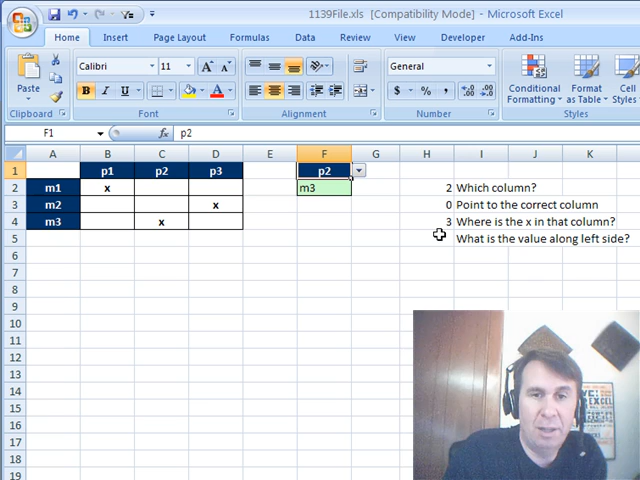 1139File.xls [Compatibility Mode] - Microsoft Excel
Home Insert Page Layout Formulas Data Review View Developer Add-Ins
Paste
Calibri 11 A A
B I U A
General
$ % , .0 .00 .00 .0
Conditional Formatting
Format as Table
Cell Styles
Clipboard Font Alignment Number Styles
F1 fx p2
A B C D E F G H I J K
1 p1 p2 p3 p2
2 m1 x m3 2 Which column?
3 m2 x 0 Point to the correct column
4 m3 x 3 Where is the x in that column?
5 What is the value along left side?
6
7
8
9
10
11
12
13
14
15
16
17
18
19